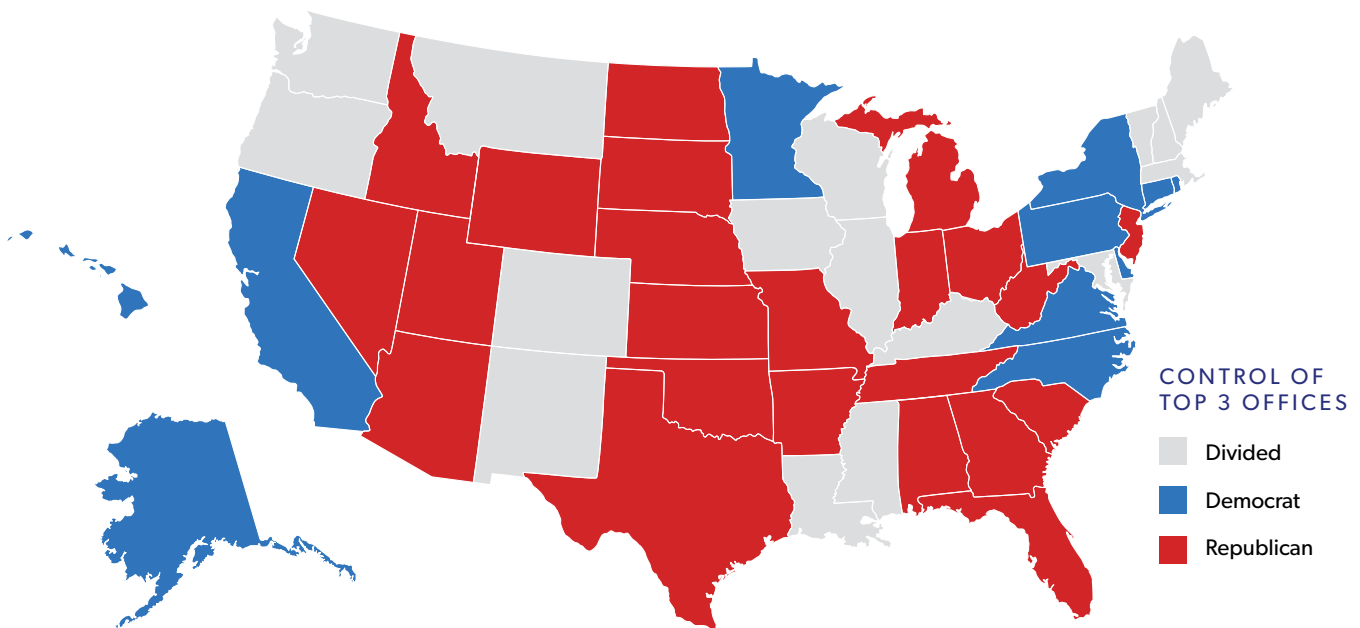 CONTROL OF
TOP 3 OFFICES
Divided
Democrat
Republican